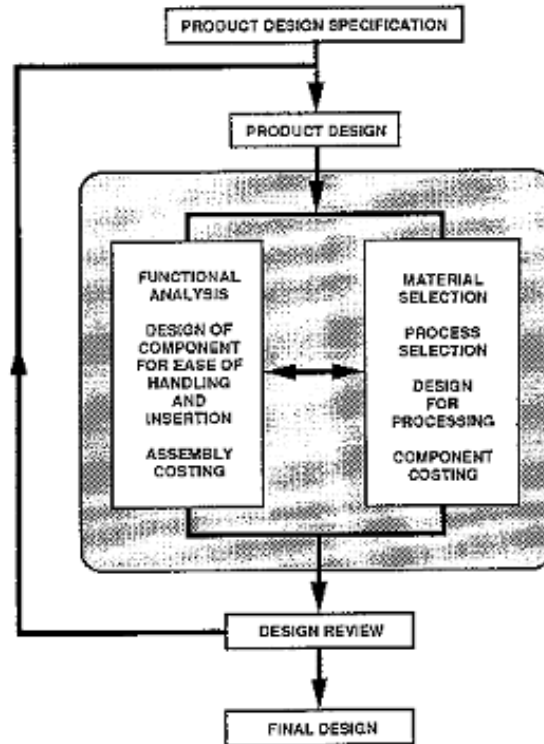 PRODUCT DESIGN SPECIFICATION
PRODUCT DESIGN
FUNCTIONAL
ANALYSIS
DESIGN OF
COMPONENT
FOR EASE OF
HANDLING
AND
INSERTION
ASSEMBLY
COSTING
MATERIAL
SELECTION
PROCESS
SELECTION
DESIGN
FOR
PROCESSING
COMPONENT
COSTING
DESIGN REVIEW
FINAL DESIGN